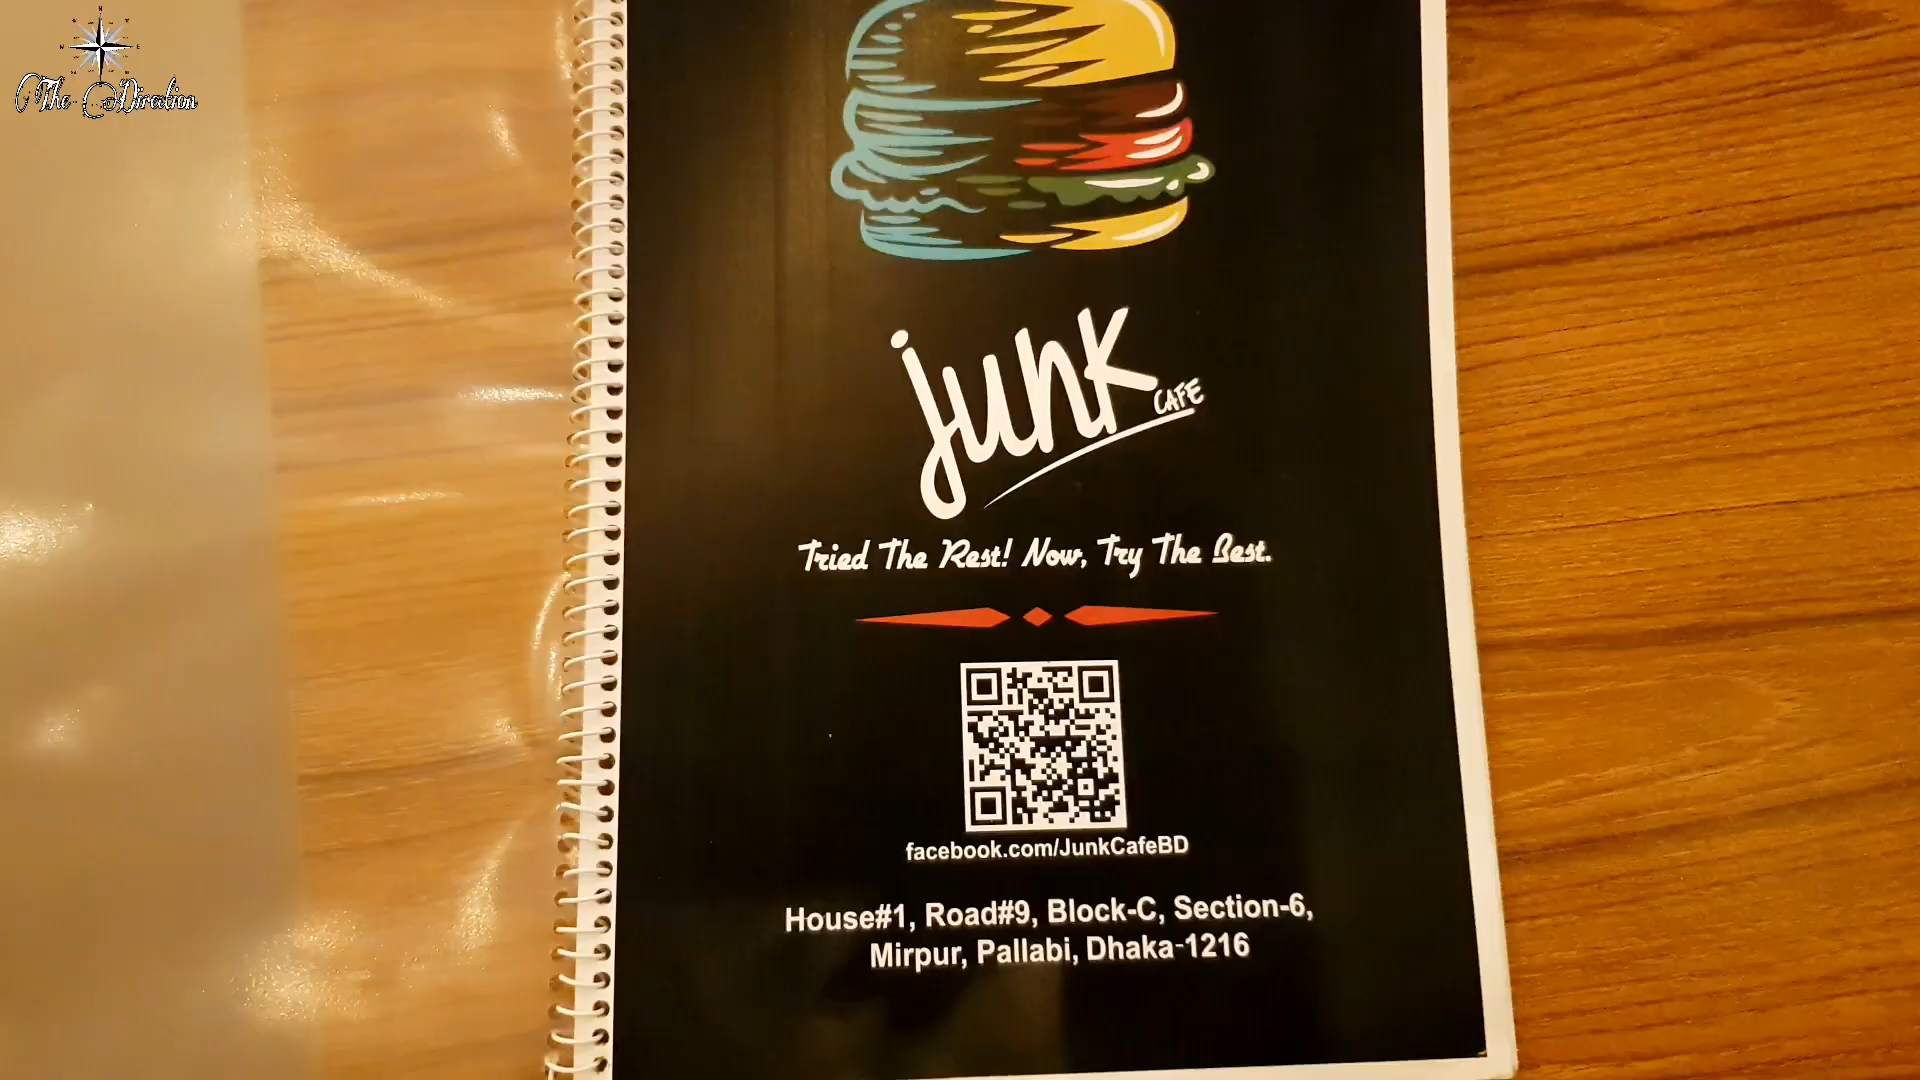 The Direction
junk
CAFE
Tried The Rest! Now, Try The Best.
facebook.com/JunkCafeBD
House#1, Road#9, Block-C, Section-6,
Mirpur, Pallabi, Dhaka-1216